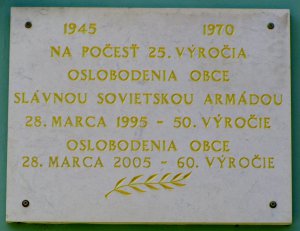 1945 1970
NA POČESŤ 25. VÝROČIA
OSLOBODENIA OBCE
SLÁVNOU SOVIETSKOU ARMÁDOU
28. MARCA 1995 - 50. VÝROČIE
OSLOBODENIA OBCE
28. MARCA 2005 - 60. VÝROČIE